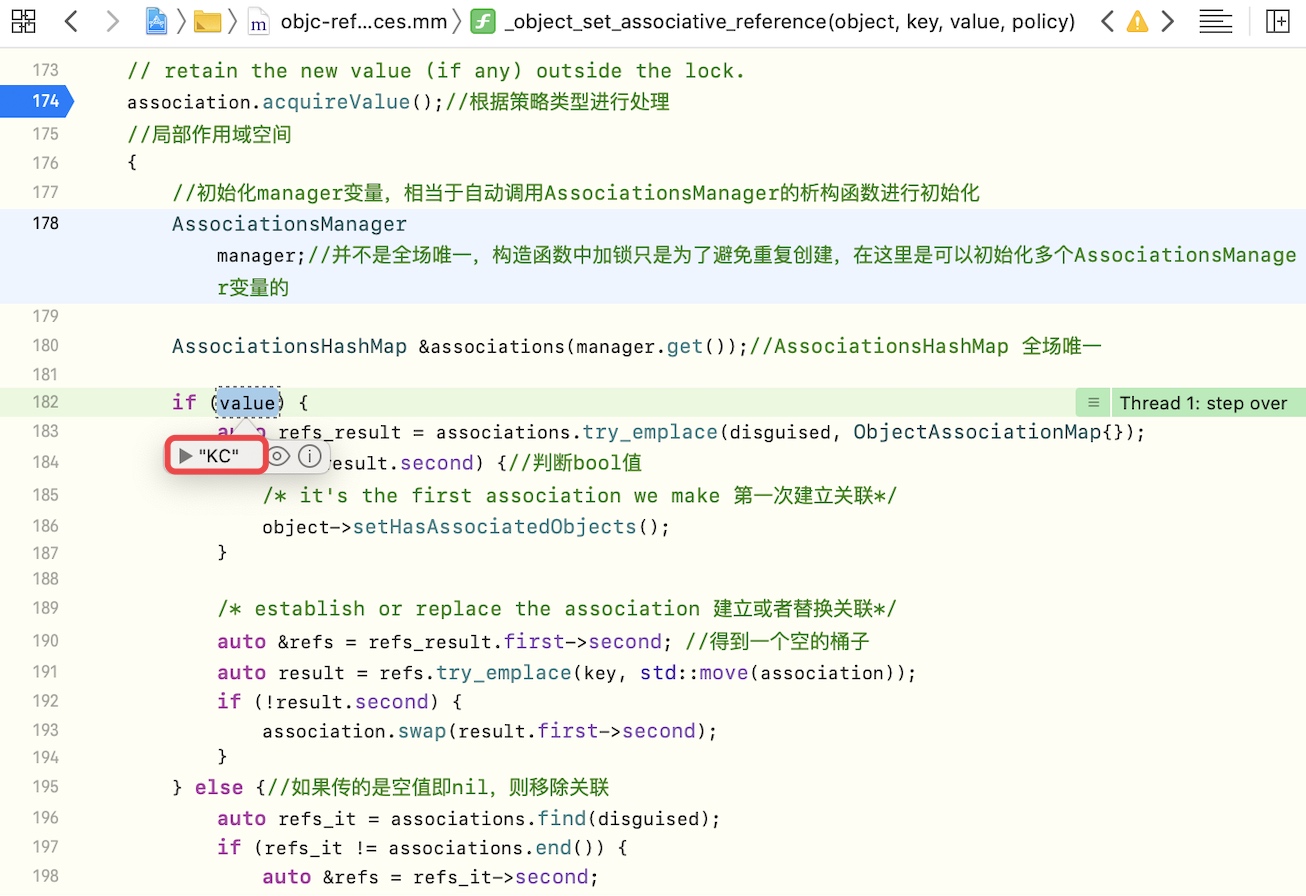 objc-ref...ces.mm
_object_set_associative_reference(object, key, value, policy)
173 // retain the new value (if any) outside the lock.
174 association.acquireValue();//根据策略类型进行处理
175 //局部作用域空间
176 {
177 //初始化manager变量，相当于自动调用AssociationsManager的析构函数进行初始化
178 AssociationsManager
manager;//并不是全场唯一，构造函数中加锁只是为了避免重复创建，在这里是可以初始化多个AssociationsManage
r变量的
179
180 AssociationsHashMap &associations(manager.get());//AssociationsHashMap 全场唯一
181
182 if (value) { Thread 1: step over
183 refs_result = associations.try_emplace(disguised, ObjectAssociationMap{});
"KC"
184 result.second) {//判断bool值
185 /* it's the first association we make 第一次建立关联*/
186 object->setHasAssociatedObjects();
187 }
188
189 /* establish or replace the association 建立或者替换关联*/
190 auto &refs = refs_result.first->second; //得到一个空的桶子
191 auto result = refs.try_emplace(key, std::move(association));
192 if (!result.second) {
193 association.swap(result.first->second);
194 }
195 } else {//如果传的是空值即nil，则移除关联
196 auto refs_it = associations.find(disguised);
197 if (refs_it != associations.end()) {
198 auto &refs = refs_it->second;